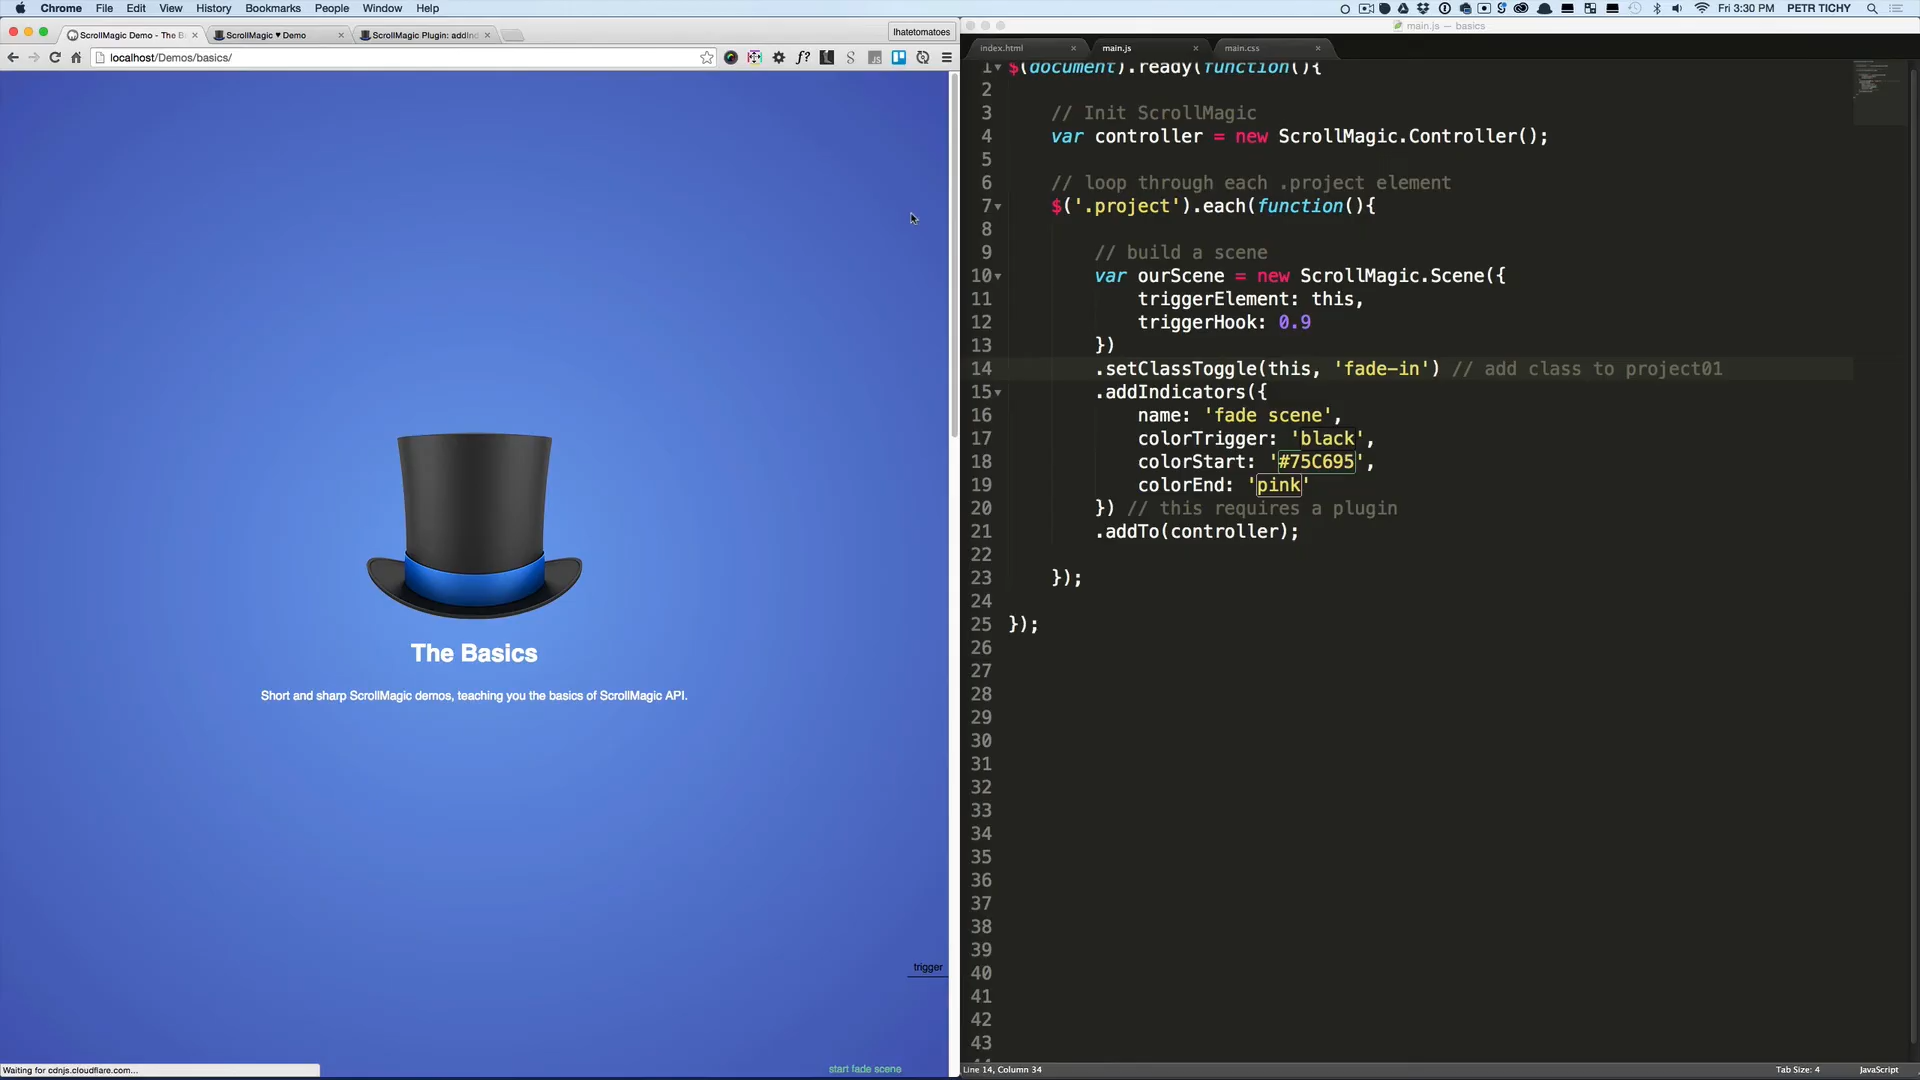 Chrome File Edit View History Bookmarks People Window Help
Fri 3:30 PM PETR TICHY
ScrollMagic Demo - The B
ScrollMagic ♥ Demo
ScrollMagic Plugin: addInd
Ihatetomatoes
localhost/Demos/basics/
f?
S
JS
The Basics
Short and sharp ScrollMagic demos, teaching you the basics of ScrollMagic API.
trigger
start fade scene
Waiting for cdnjs.cloudflare.com...
main.js — basics
index.html
main.js
main.css
1 $(document).ready(function(){
2
3 // Init ScrollMagic
4 var controller = new ScrollMagic.Controller();
5
6 // loop through each .project element
7 $('.project').each(function(){
8
9 // build a scene
10 var ourScene = new ScrollMagic.Scene({
11 triggerElement: this,
12 triggerHook: 0.9
13 })
14 .setClassToggle(this, 'fade-in') // add class to project01
15 .addIndicators({
16 name: 'fade scene',
17 colorTrigger: 'black',
18 colorStart: '#75C695',
19 colorEnd: 'pink'
20 }) // this requires a plugin
21 .addTo(controller);
22
23 });
24
25 });
26
27
28
29
30
31
32
33
34
35
36
37
38
39
40
41
42
43
Line 14, Column 34
Tab Size: 4
JavaScript